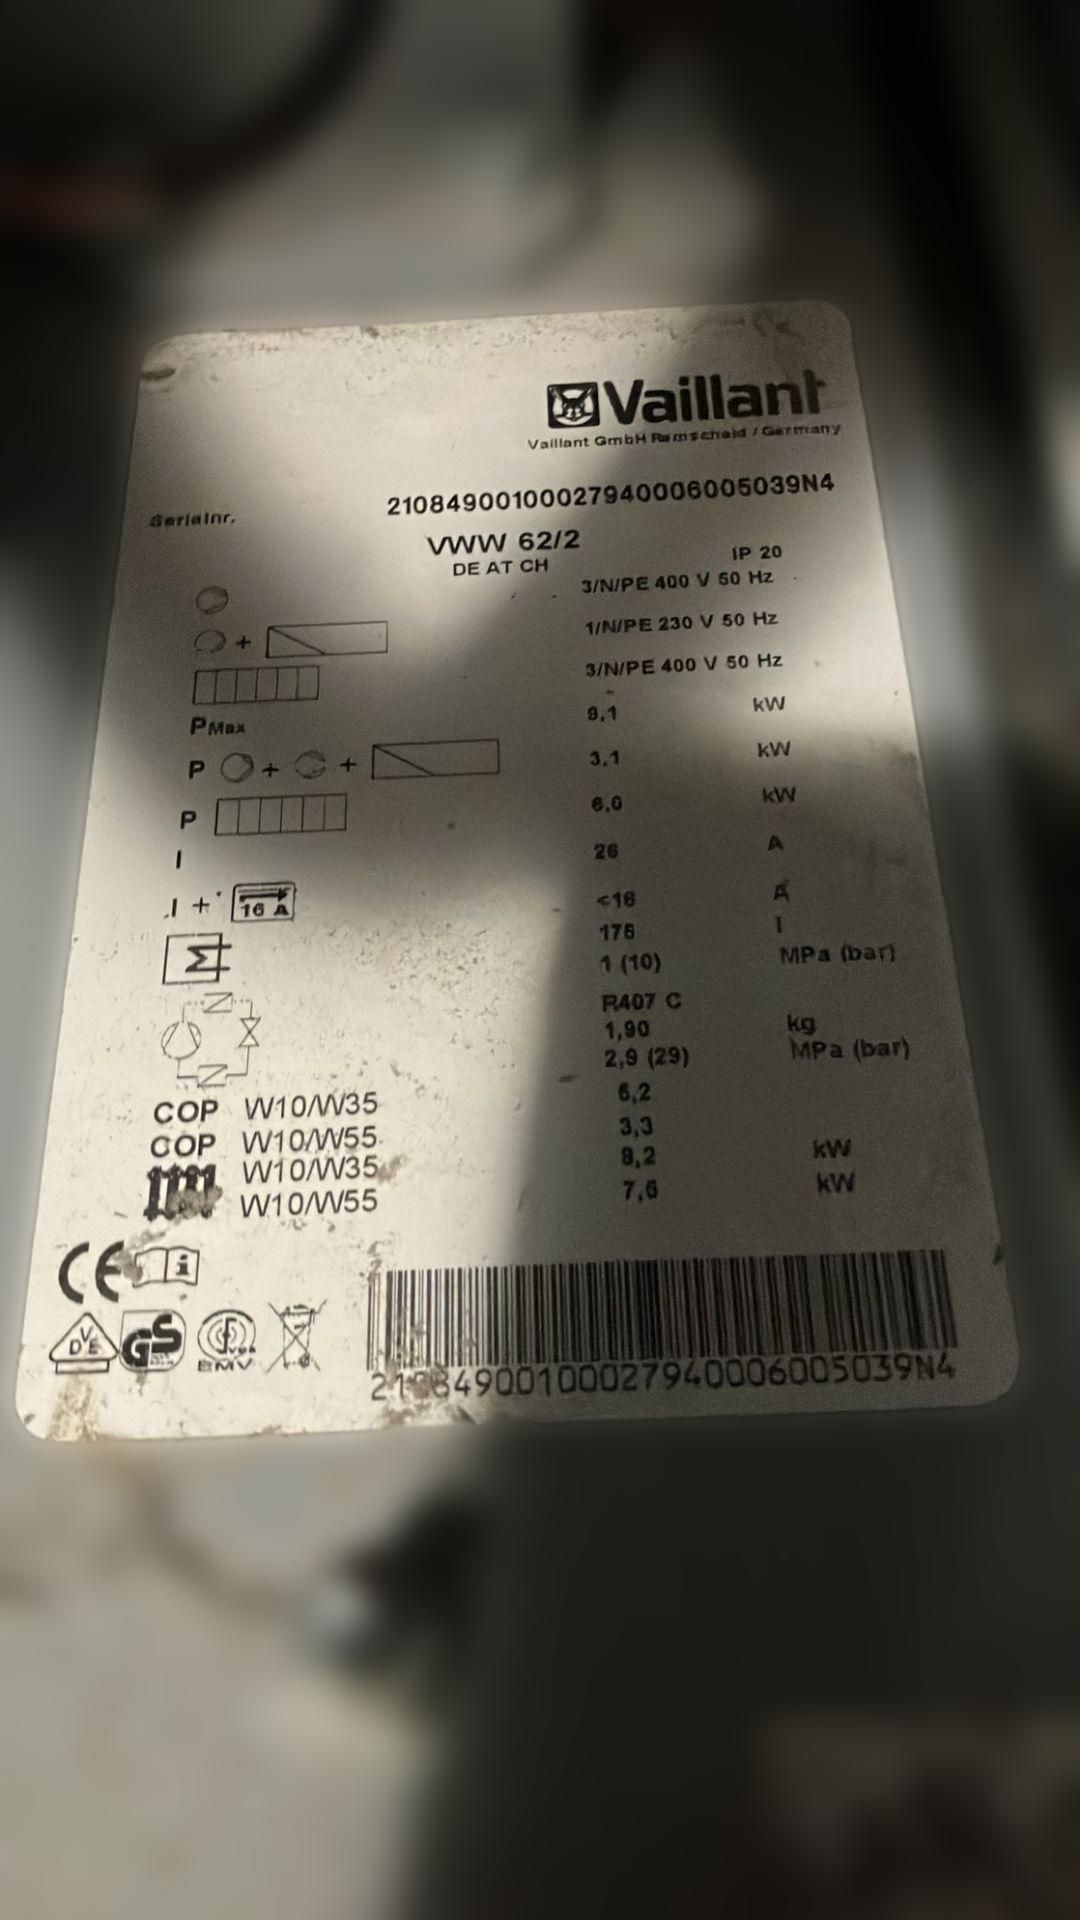 Vaillant
Vaillant GmbH Remscheid / Germany
Serialnr. 21084900100027940006005039N4
VWW 62/2
DE AT CH IP 20
3/N/PE 400 V 50 Hz
+ 1/N/PE 230 V 50 Hz
3/N/PE 400 V 50 Hz
PMax 9,1 kW
P + + 3,1 kW
P 6,0 kW
I 26 A
I + 16 A <16 A
175 l
1 (10) MPa (bar)
R407 C
1,90 kg
2,9 (29) MPa (bar)
COP W10/W35 6,2
COP W10/W55 3,3
W10/W35 8,2 kW
W10/W55 7,6 kW
CE i
DVE GS EMV
21084900100027940006005039N4